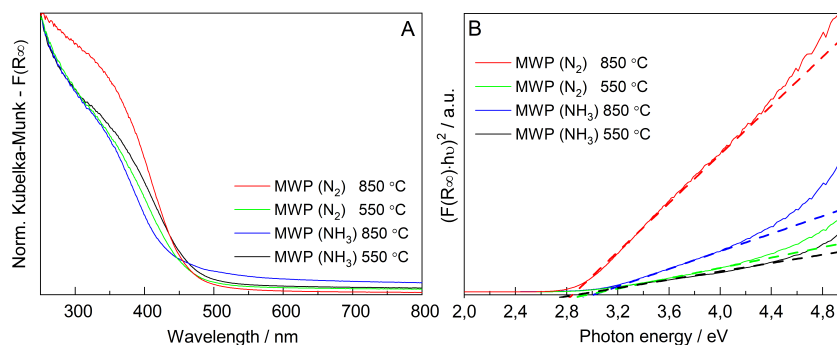 A
Norm. Kubelka-Munk - F(R∞)
MWP (N₂) 850 °C
MWP (N₂) 550 °C
MWP (NH₃) 850 °C
MWP (NH₃) 550 °C
300 400 500 600 700 800
Wavelength / nm
B
(F(R∞)·hυ)² / a.u.
MWP (N₂) 850 °C
MWP (N₂) 550 °C
MWP (NH₃) 850 °C
MWP (NH₃) 550 °C
2,0 2,4 2,8 3,2 3,6 4,0 4,4 4,8
Photon energy / eV